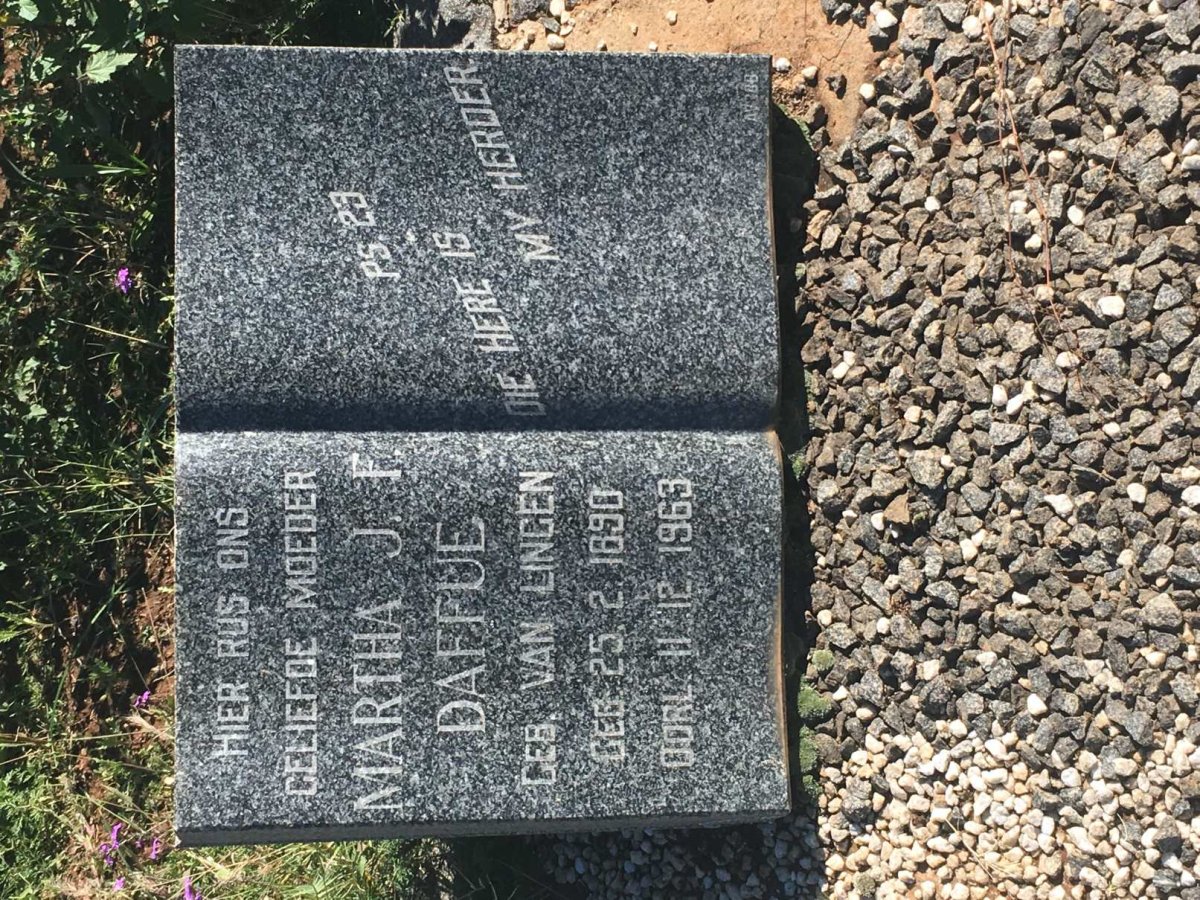 HIER RUS ONS
GELIEFDE MOEDER
MARTHA J. F.
DAFFUE
GEB. VAN LINGEN
GEB 25. 2. 1890
OORL. 11. 12. 1963
PS 23
DIE HERE IS
MY HERDER